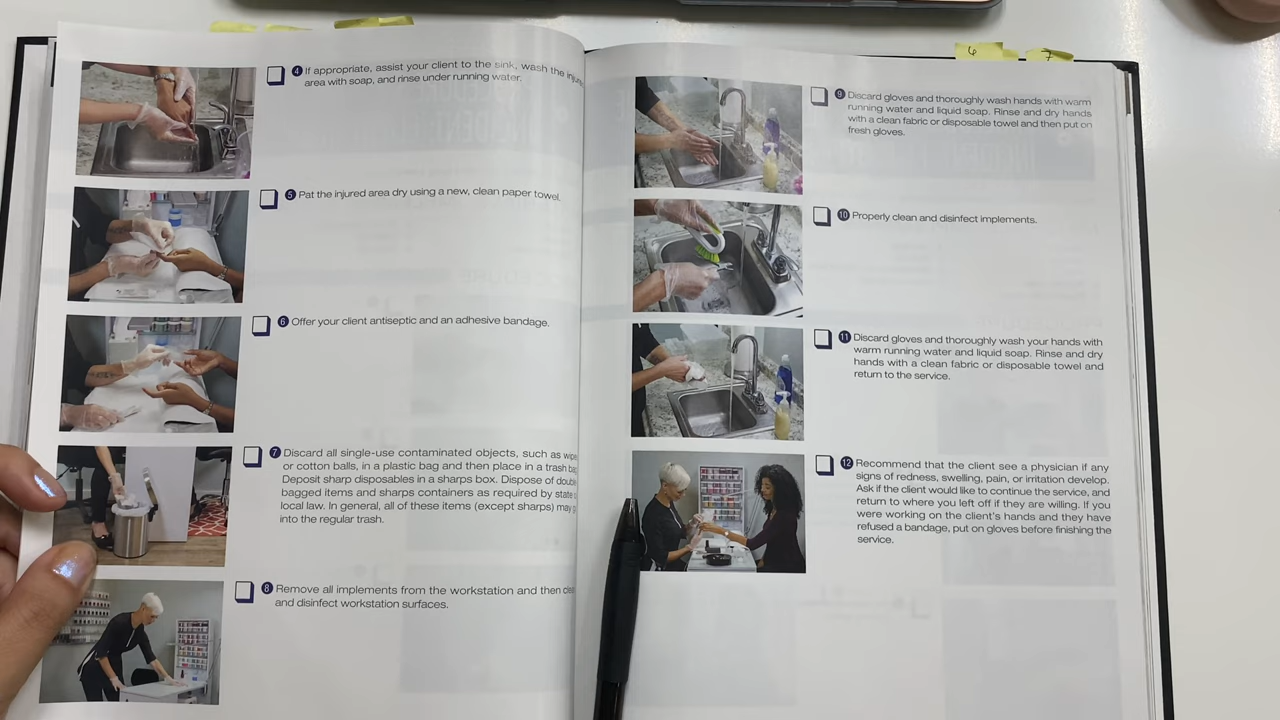 4 If appropriate, assist your client to the sink, wash the
area with soap, and rinse under running water.
5 Pat the injured area dry using a new, clean paper towel.
6 Offer your client antiseptic and an adhesive bandage.
7 Discard all single-use contaminated objects, such as
or cotton balls, in a plastic bag and then place in a trash
Deposit sharp disposables in a sharps box. Dispose of
bagged items and sharps containers as required by state
local law. In general, all of these items (except sharps) may
into the regular trash.
8 Remove all implements from the workstation and then
and disinfect workstation surfaces.
6 7
9 Discard gloves and thoroughly wash hands with warm
running water and liquid soap. Rinse and dry hands
with a clean fabric or disposable towel and then put on
fresh gloves.
10 Properly clean and disinfect implements.
11 Discard gloves and thoroughly wash your hands with
warm running water and liquid soap. Rinse and dry
hands with a clean fabric or disposable towel and
return to the service.
12 Recommend that the client see a physician if any
signs of redness, swelling, pain, or irritation develop.
Ask if the client would like to continue the service, and
return to where you left off if they are willing. If you
were working on the client's hands and they have
refused a bandage, put on gloves before finishing the
service.